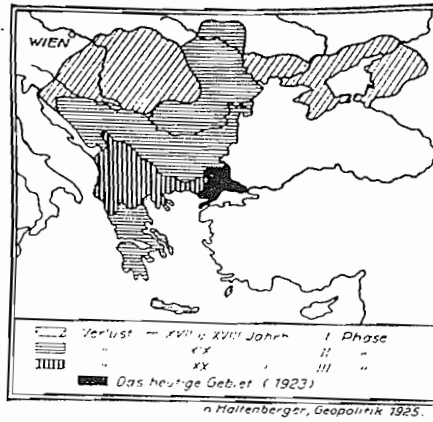 WIEN
Verlust im XVII u XVIII Jahrh. I Phase
" XIX " II "
" XX " III "
Das heutige Gebiet (1923)
n Haltenberger, Geopolitik 1925.